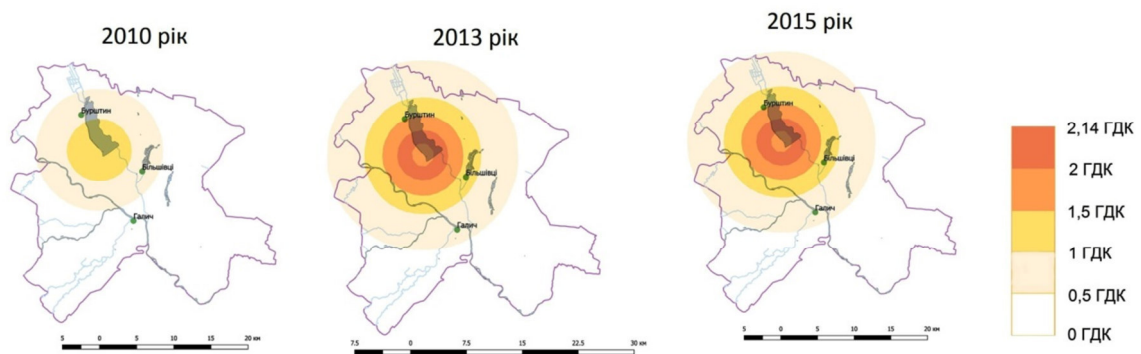 2010 рік
2013 рік
2015 рік
Бурштин
Більшівці
Галич
5 0 5 10 15 20 км
Бурштин
Більшівці
Галич
7.5 0 7.5 15 22.5 30 км
Бурштин
Більшівці
Галич
5 0 5 10 15 20 км
2,14 ГДК
2 ГДК
1,5 ГДК
1 ГДК
0,5 ГДК
0 ГДК